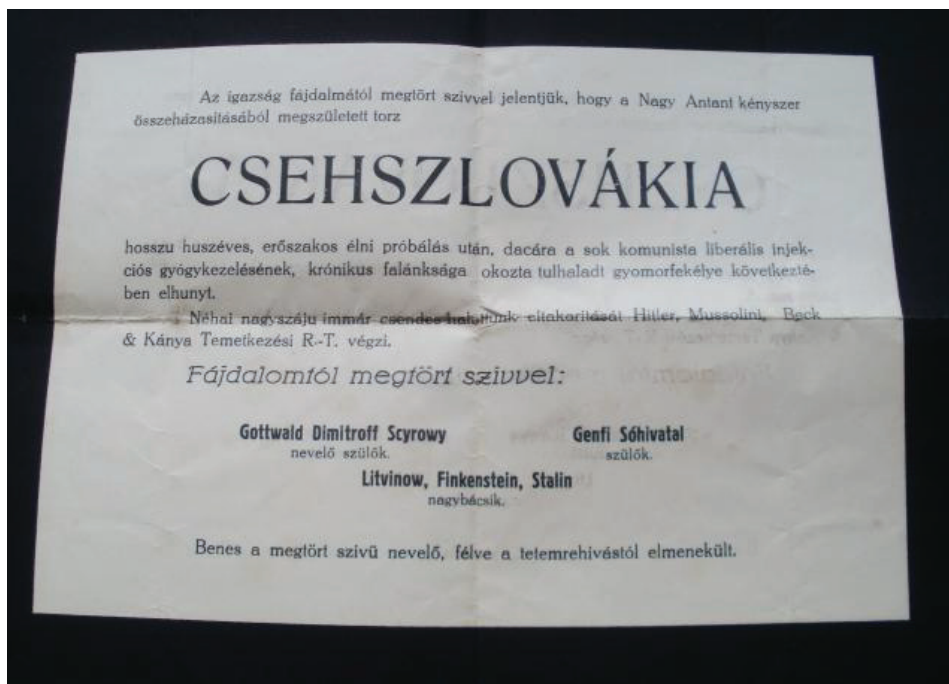 Az igazság fájdalmától megtört szivvel jelentjük, hogy a Nagy Antant kényszer
összeházasitásából megszületett torz
CSEHSZLOVÁKIA
hosszu huszéves, erőszakos élni próbálás után, dacára a sok komunista liberális injek-
ciós gyógykezelésének, krónikus falánksága okozta tulhaladt gyomorfekélye következté-
ben elhunyt.
Néhai nagyszáju immár csendes halottunk eltakaritását Hitler, Mussolini, Beck
& Kánya Temetkezési R.-T. végzi.
Fájdalomtól megtört szivvel:
Gottwald Dimitroff Scyrowy
nevelő szülők.
Genfi Sóhivatal
szülők.
Litvinow, Finkenstein, Stalin
nagybácsik.
Benes a megtört szivü nevelő, félve a tetemrehivástól elmenekült.